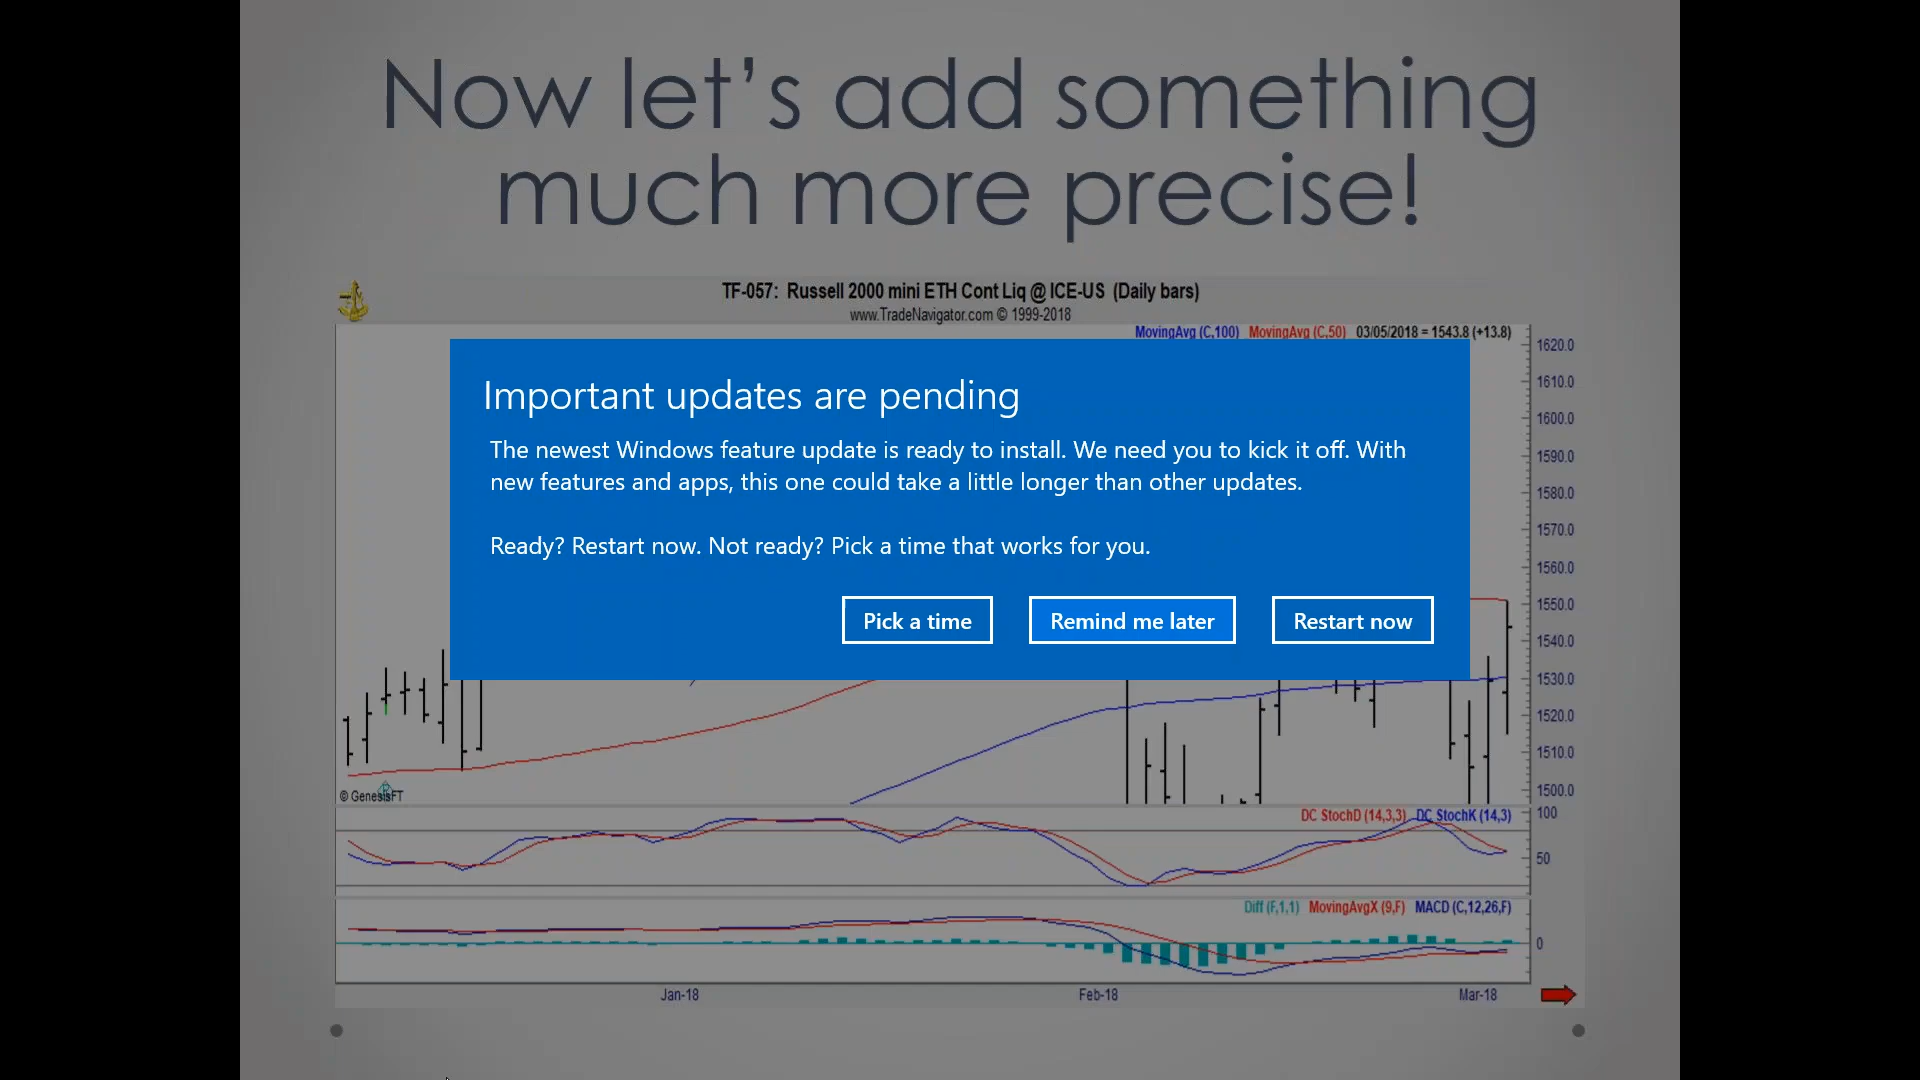 Now let's add something
much more precise!
TF-057: Russell 2000 mini ETH Cont Liq @ ICE-US (Daily bars)
www.TradeNavigator.com © 1999-2018
MovingAvg (C,100) MovingAvg (C,50) 03/05/2018 = 1543.8 (+13.8)
1620.0
1610.0
1600.0
1590.0
1580.0
1570.0
1560.0
1550.0
1540.0
1530.0
1520.0
1510.0
1500.0
Important updates are pending
The newest Windows feature update is ready to install. We need you to kick it off. With
new features and apps, this one could take a little longer than other updates.
Ready? Restart now. Not ready? Pick a time that works for you.
Pick a time
Remind me later
Restart now
© GenesisFT
DC StochD (14,3,3) DC StochK (14,3)
100
50
Diff (F,1,1) MovingAvgX (9,F) MACD (C,12,26,F)
0
Jan-18
Feb-18
Mar-18